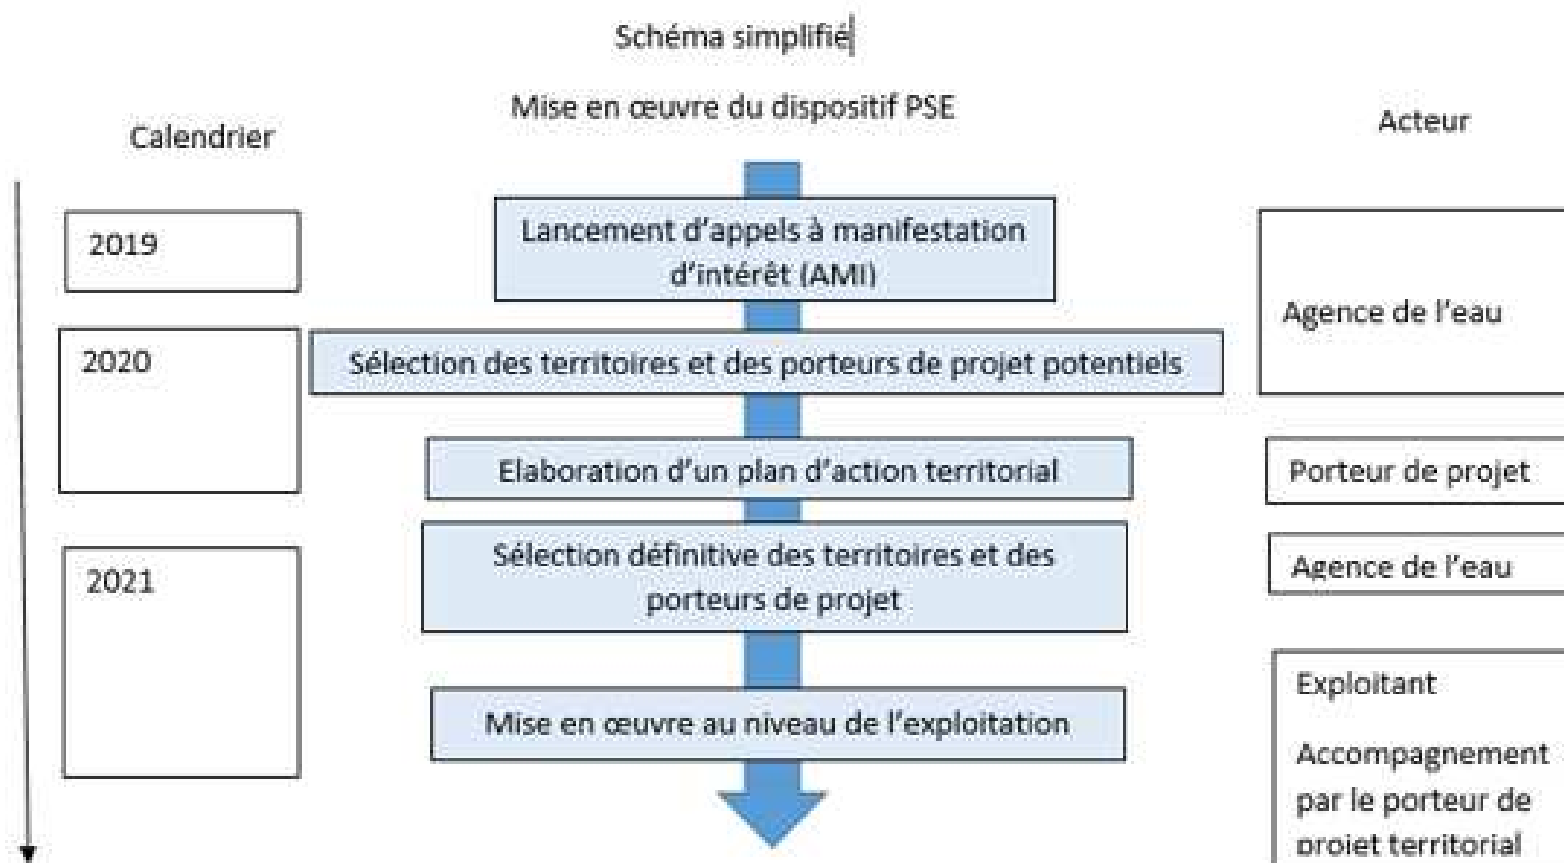 Schéma simplifié
Mise en œuvre du dispositif PSE
Calendrier
Acteur
2019
Lancement d'appels à manifestation
d'intérêt (AMI)
Agence de l'eau
2020
Sélection des territoires et des porteurs de projet potentiels
Elaboration d'un plan d'action territorial
Porteur de projet
2021
Sélection définitive des territoires et des
porteurs de projet
Agence de l'eau
Mise en œuvre au niveau de l'exploitation
Exploitant
Accompagnement
par le porteur de
projet territorial